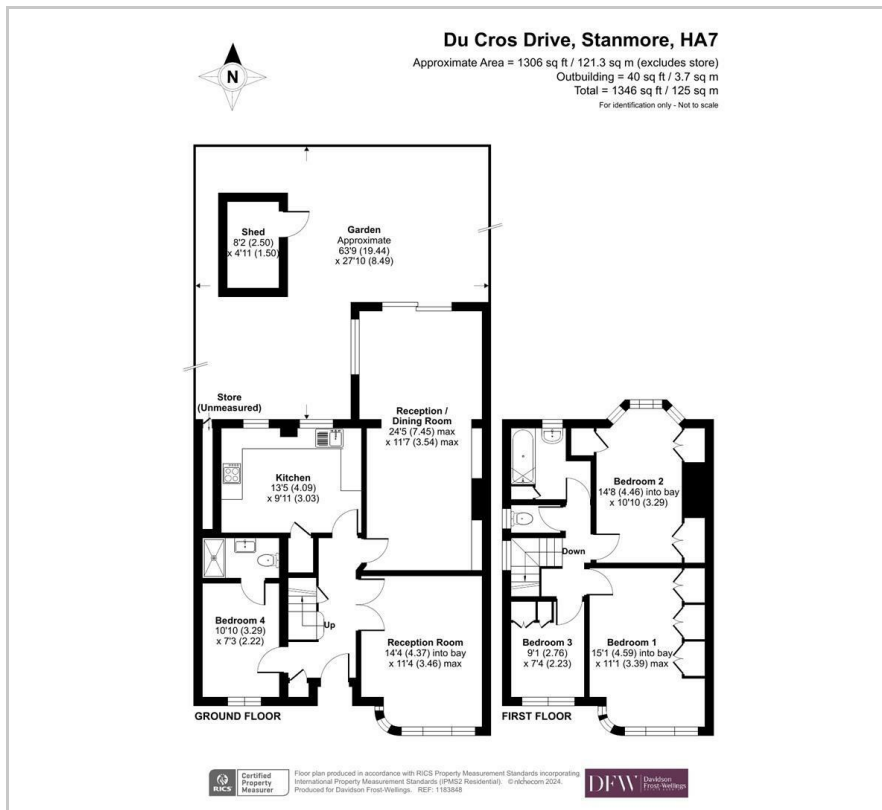 Du Cros Drive, Stanmore, HA7
Approximate Area = 1306 sq ft / 121.3 sq m (excludes store)
Outbuilding = 40 sq ft / 3.7 sq m
Total = 1346 sq ft / 125 sq m
For identification only - Not to scale
N
Shed
8'2 (2.50)
x 4'11 (1.50)
Garden
Approximate
63'9 (19.44)
x 27'10 (8.49)
Store
(Unmeasured)
Reception /
Dining Room
24'5 (7.45) max
x 11'7 (3.54) max
Kitchen
13'5 (4.09)
x 9'11 (3.03)
Bedroom 4
10'10 (3.29)
x 7'3 (2.22)
Up
Reception Room
14'4 (4.37) into bay
x 11'4 (3.46) max
GROUND FLOOR
Bedroom 2
14'8 (4.46) into bay
x 10'10 (3.29)
Down
Bedroom 3
9'1 (2.76)
x 7'4 (2.23)
Bedroom 1
15'1 (4.59) into bay
x 11'1 (3.39) max
FIRST FLOOR
RICS
Certified
Property
Measurer
Floor plan produced in accordance with RICS Property Measurement Standards incorporating
International Property Measurement Standards (IPMS2 Residential). ©nichecom 2024.
Produced for Davidson Frost-Wellings. REF: 1183848
DFW
Davidson
Frost-Wellings